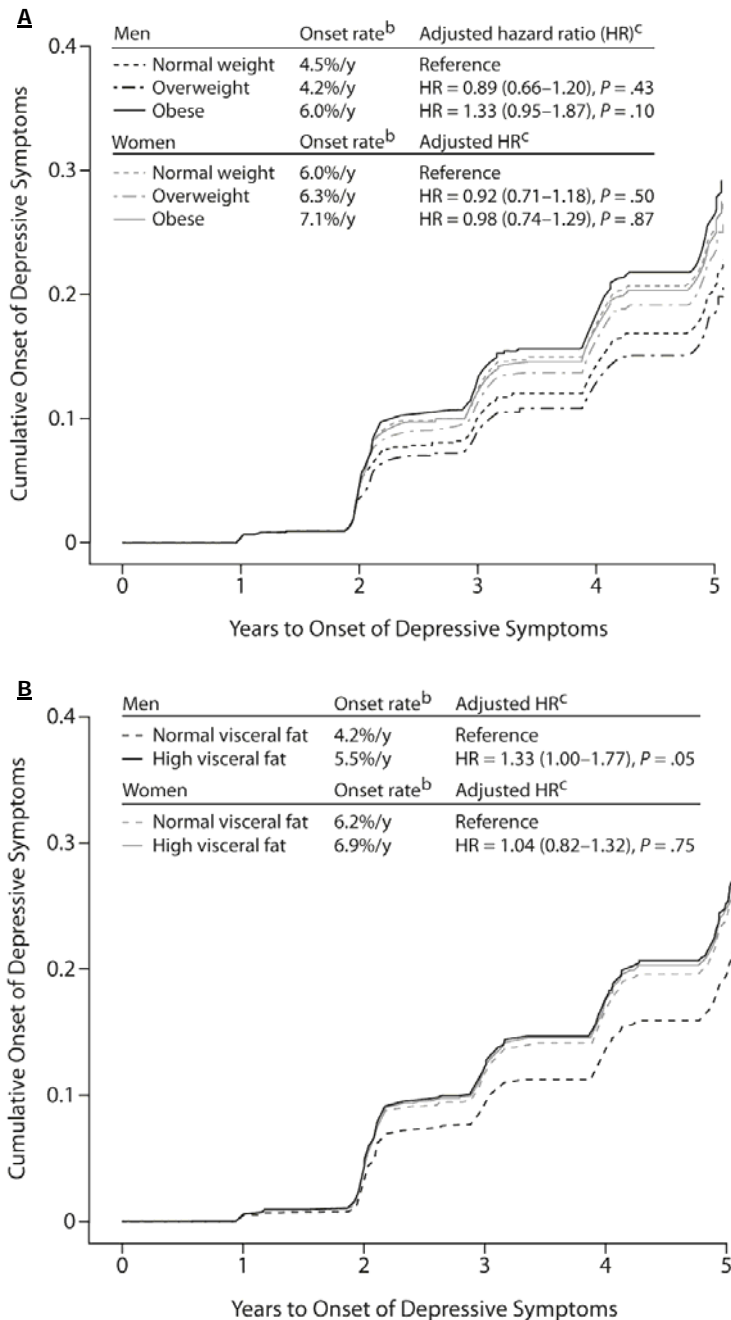 A
Men Onset rateb Adjusted hazard ratio (HR)c
Normal weight 4.5%/y Reference
Overweight 4.2%/y HR = 0.89 (0.66–1.20), P = .43
Obese 6.0%/y HR = 1.33 (0.95–1.87), P = .10
Women Onset rateb Adjusted HRc
Normal weight 6.0%/y Reference
Overweight 6.3%/y HR = 0.92 (0.71–1.18), P = .50
Obese 7.1%/y HR = 0.98 (0.74–1.29), P = .87
Cumulative Onset of Depressive Symptoms
0.4
0.3
0.2
0.1
0
0 1 2 3 4 5
Years to Onset of Depressive Symptoms
B
Men Onset rateb Adjusted HRc
Normal visceral fat 4.2%/y Reference
High visceral fat 5.5%/y HR = 1.33 (1.00–1.77), P = .05
Women Onset rateb Adjusted HRc
Normal visceral fat 6.2%/y Reference
High visceral fat 6.9%/y HR = 1.04 (0.82–1.32), P = .75
Cumulative Onset of Depressive Symptoms
0.4
0.3
0.2
0.1
0
0 1 2 3 4 5
Years to Onset of Depressive Symptoms